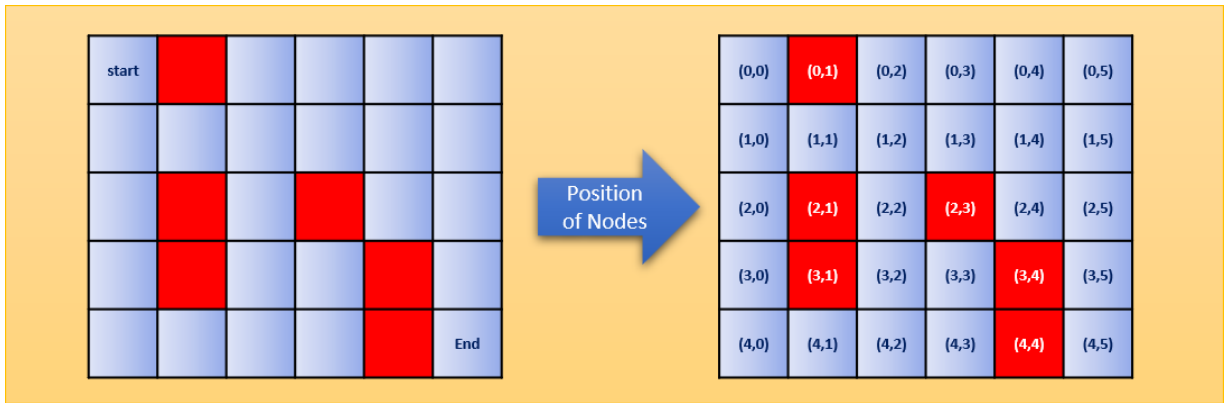 start
End
Position
of Nodes
(0,0) (0,1) (0,2) (0,3) (0,4) (0,5)
(1,0) (1,1) (1,2) (1,3) (1,4) (1,5)
(2,0) (2,1) (2,2) (2,3) (2,4) (2,5)
(3,0) (3,1) (3,2) (3,3) (3,4) (3,5)
(4,0) (4,1) (4,2) (4,3) (4,4) (4,5)